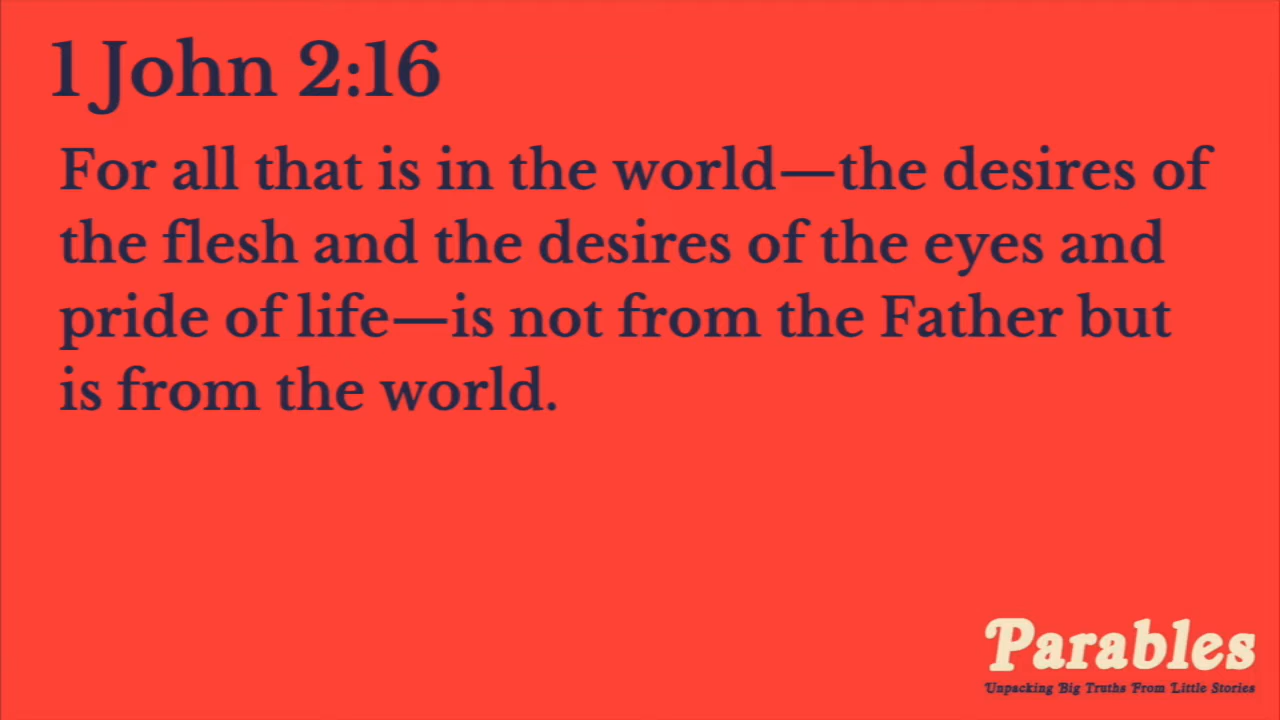 1 John 2:16
For all that is in the world—the desires of
the flesh and the desires of the eyes and
pride of life—is not from the Father but
is from the world.
Parables
Unpacking Big Truths From Little Stories